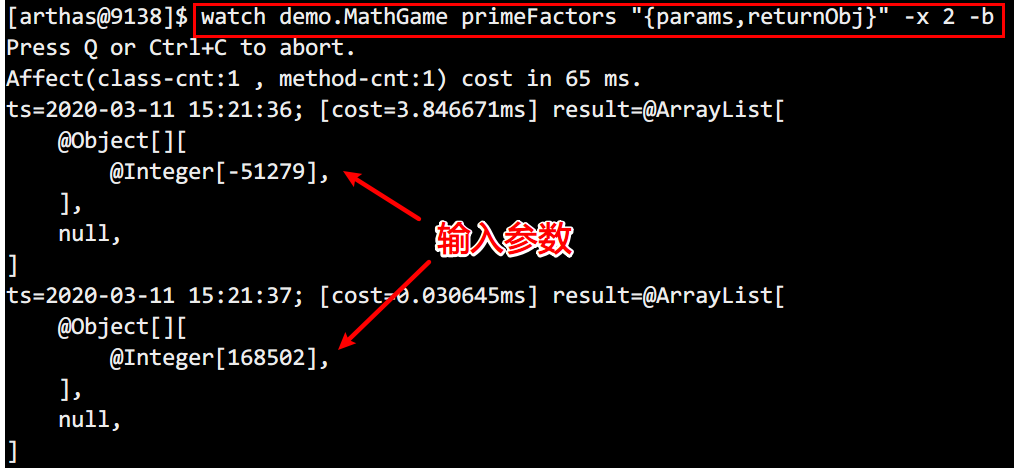 [arthas@9138]$ watch demo.MathGame primeFactors "{params,returnObj}" -x 2 -b
Press Q or Ctrl+C to abort.
Affect(class-cnt:1 , method-cnt:1) cost in 65 ms.
ts=2020-03-11 15:21:36; [cost=3.846671ms] result=@ArrayList[
    @Object[][
        @Integer[-51279],
    ],
    null,
输入参数
]
ts=2020-03-11 15:21:37; [cost=0.030645ms] result=@ArrayList[
    @Object[][
        @Integer[168502],
    ],
    null,
]